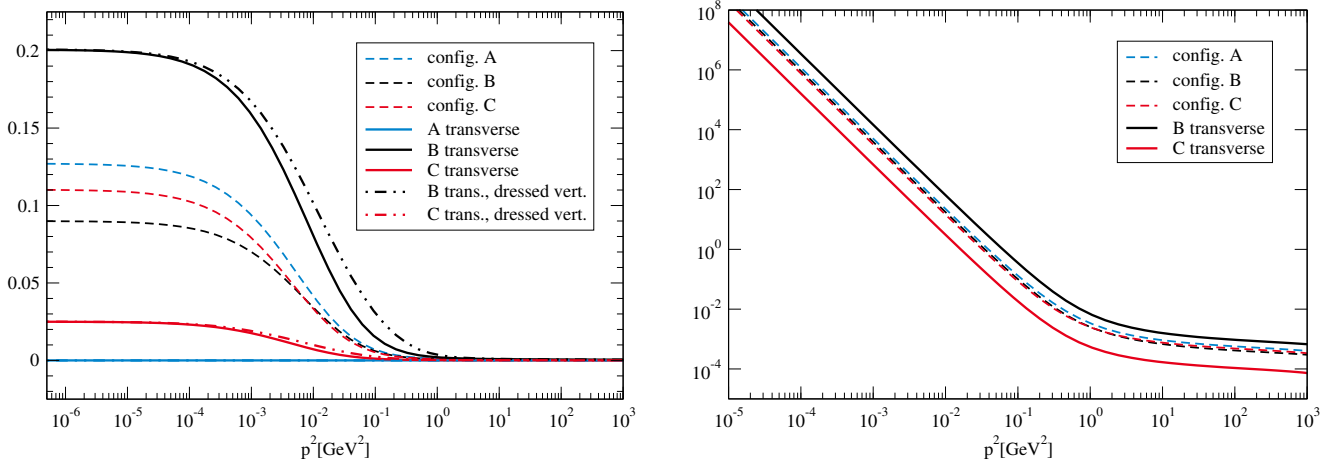 0.2
0.15
0.1
0.05
0
config. A
config. B
config. C
A transverse
B transverse
C transverse
B trans., dressed vert.
C trans., dressed vert.
10^-6 10^-5 10^-4 10^-3 10^-2 10^-1 10^0 10^1 10^2 10^3
p^2[GeV^2]
10^8
10^6
10^4
10^2
10^0
10^-2
10^-4
config. A
config. B
config. C
B transverse
C transverse
10^-5 10^-4 10^-3 10^-2 10^-1 10^0 10^1 10^2 10^3
p^2[GeV^2]